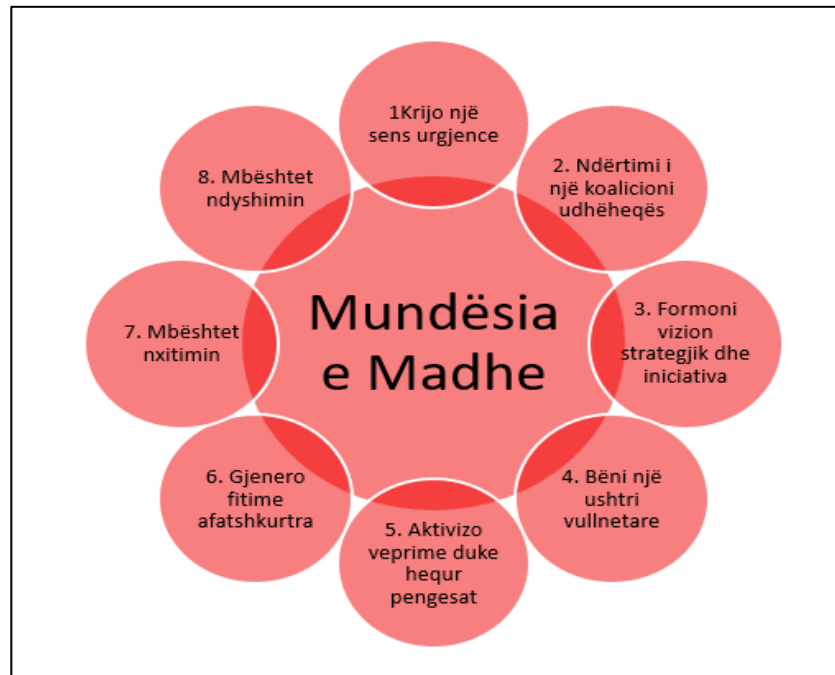 1Krijo një
sens urgjence
2. Ndërtimi i
një koalicioni
udhëheqës
3. Formoni
vizion
strategjik dhe
iniciativa
4. Bëni një
ushtri
vullnetare
5. Aktivizo
veprime duke
hequr
pengesat
6. Gjenero
fitime
afatshkurtra
7. Mbështet
nxitimin
8. Mbështet
ndyshimin
Mundësia
e Madhe